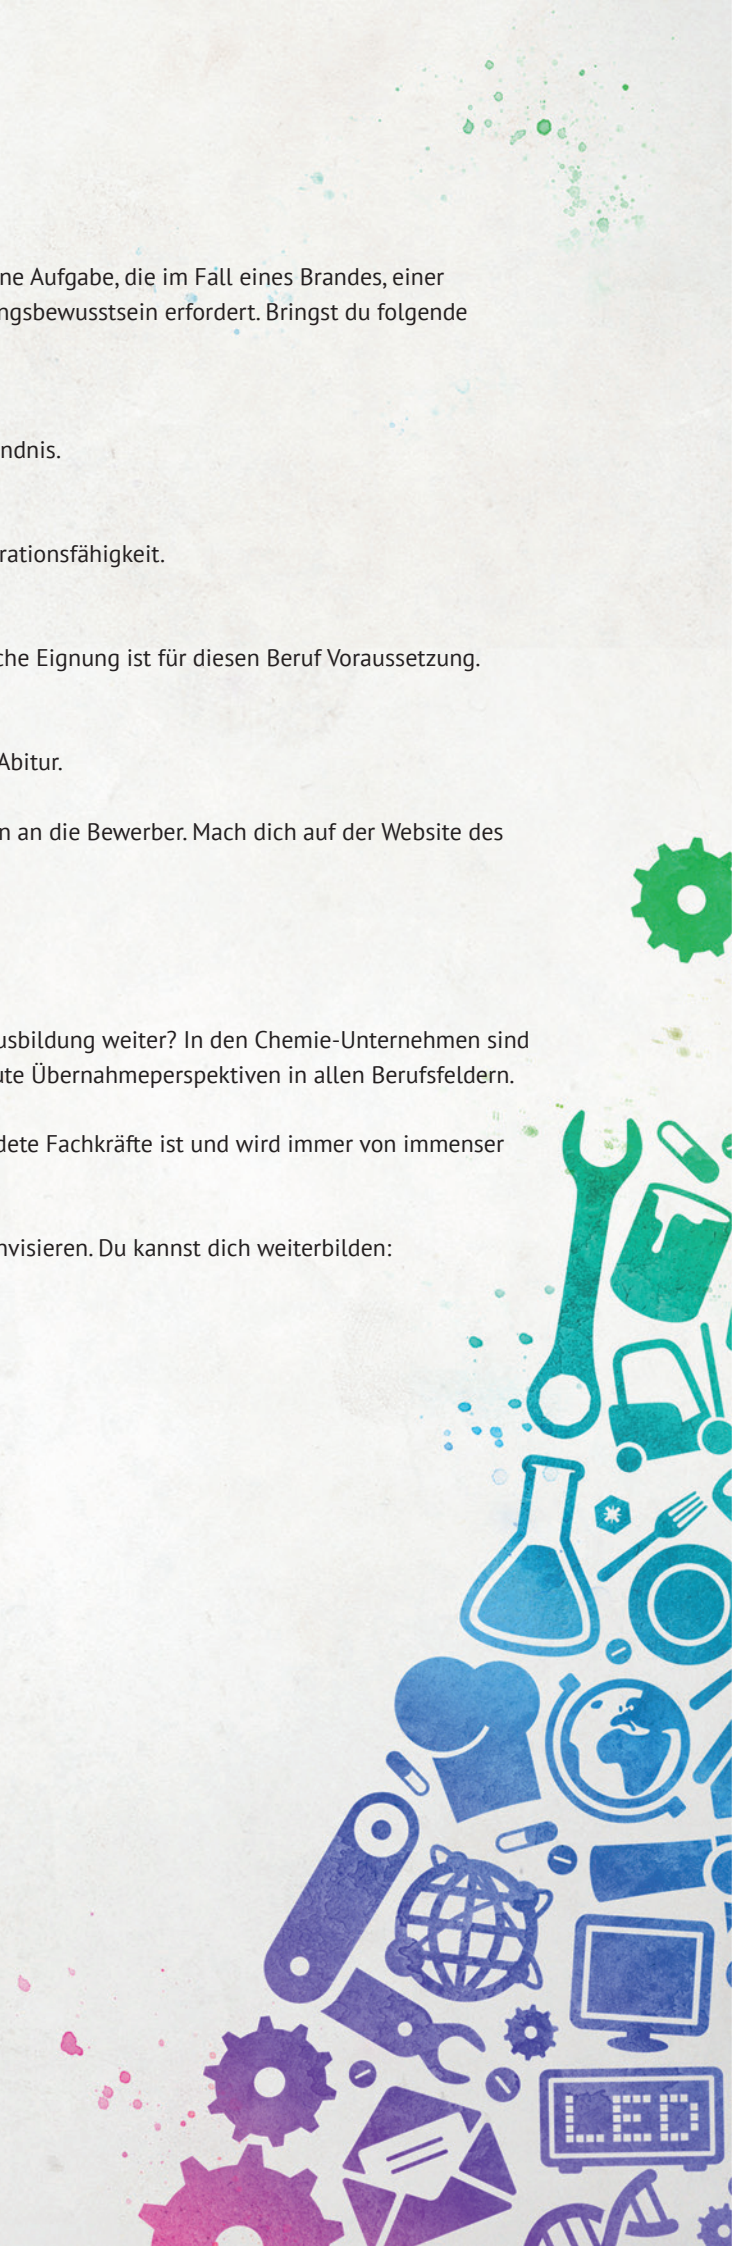 ne Aufgabe, die im Fall eines Brandes, einer
ngsbewusstsein erfordert. Bringst du folgende
ndnis.
rationsfähigkeit.
che Eignung ist für diesen Beruf Voraussetzung.
Abitur.
n an die Bewerber. Mach dich auf der Website des
usbildung weiter? In den Chemie-Unternehmen sind
ute Übernahmeperspektiven in allen Berufsfeldern.
dete Fachkräfte ist und wird immer von immenser
nvisieren. Du kannst dich weiterbilden:
LED